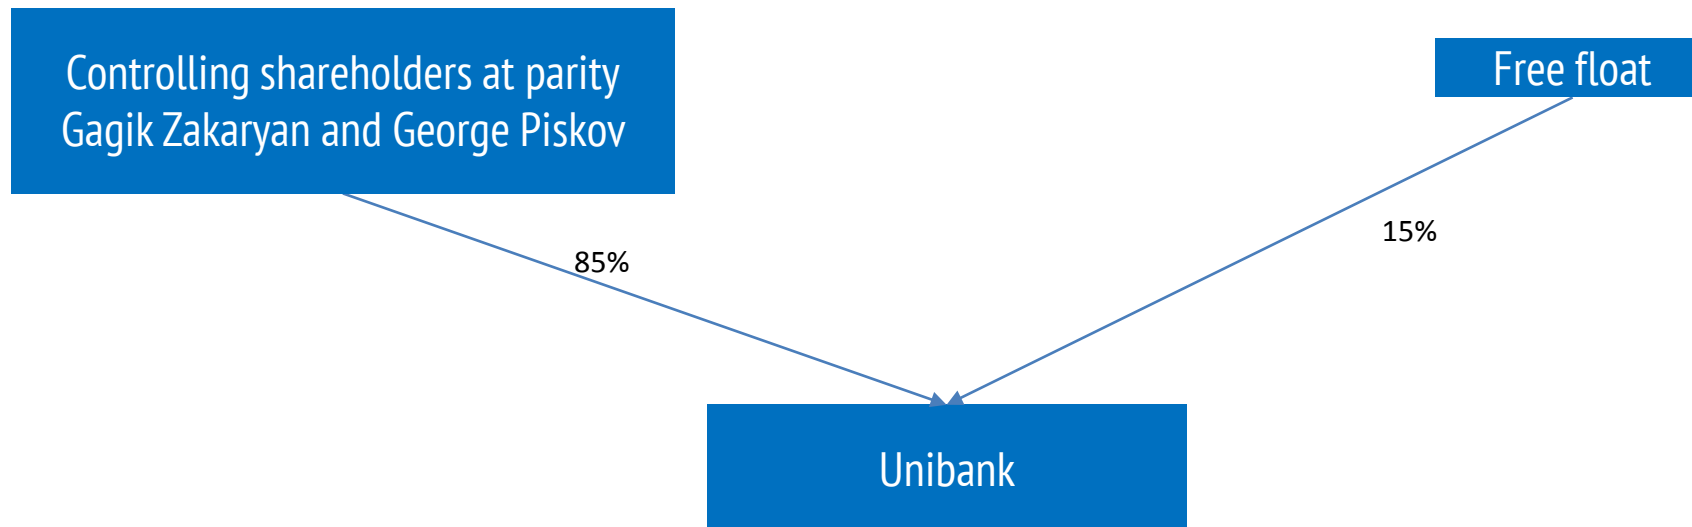 Controlling shareholders at parity
Gagik Zakaryan and George Piskov
Free float
85%
15%
Unibank